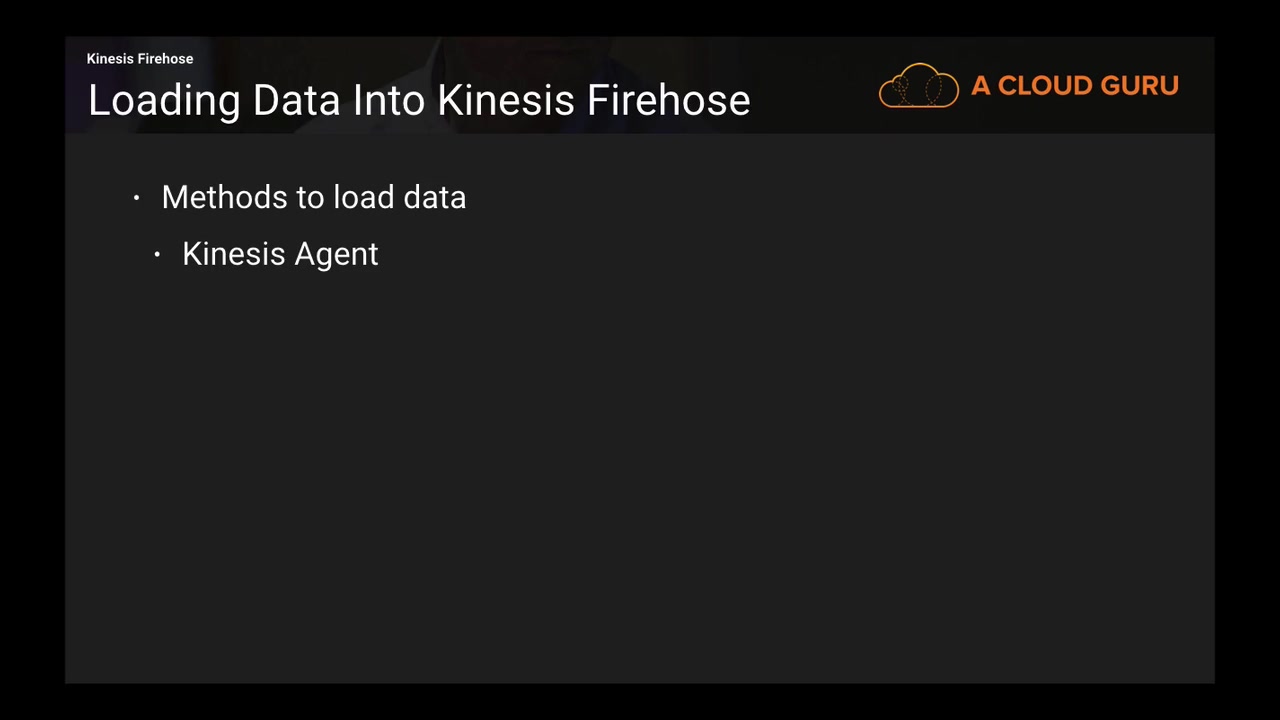 Kinesis Firehose
Loading Data Into Kinesis Firehose
A CLOUD GURU
• Methods to load data
• Kinesis Agent